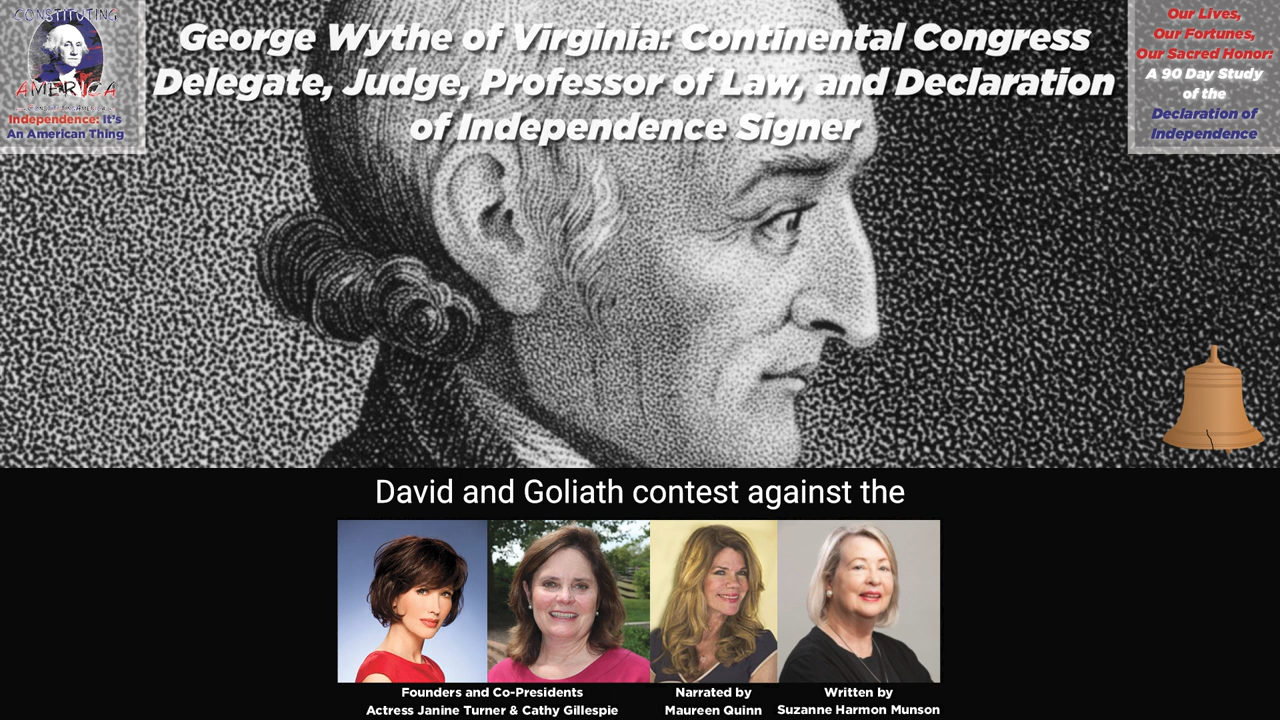 CONSTITUTING
AMERICA
Independence: It's
An American Thing
George Wythe of Virginia: Continental Congress
Delegate, Judge, Professor of Law, and Declaration
of Independence Signer
Our Lives,
Our Fortunes,
Our Sacred Honor:
A 90 Day Study
of the
Declaration of
Independence
David and Goliath contest against the
Founders and Co-Presidents
Actress Janine Turner & Cathy Gillespie
Narrated by
Maureen Quinn
Written by
Suzanne Harmon Munson